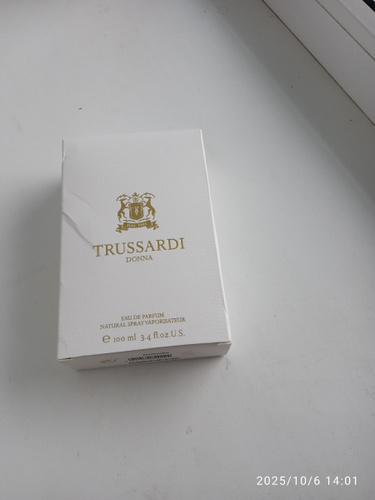 TRUSSARDI
DONNA
EAU DE PARFUM
NATURAL SPRAY VAPORISATEUR
℮ 100 ml 3.4 fl.oz.U.S.
2025/10/6 14:01